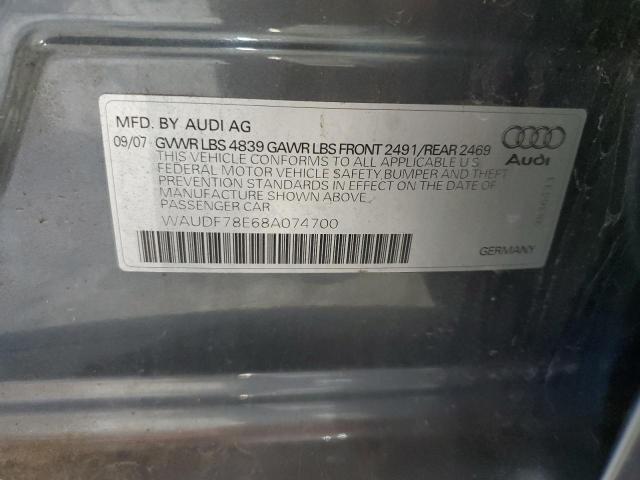 MFD. BY AUDI AG
09/07 GVWR LBS 4839 GAWR LBS FRONT 2491/REAR 2469
THIS VEHICLE CONFORMS TO ALL APPLICABLE U.S.
FEDERAL MOTOR VEHICLE SAFETY, BUMPER AND THEFT
PREVENTION STANDARDS IN EFFECT ON THE DATE OF
MANUFACTURE SHOWN ABOVE.
PASSENGER CAR
WAUDF78E68A074700
Audi
GERMANY